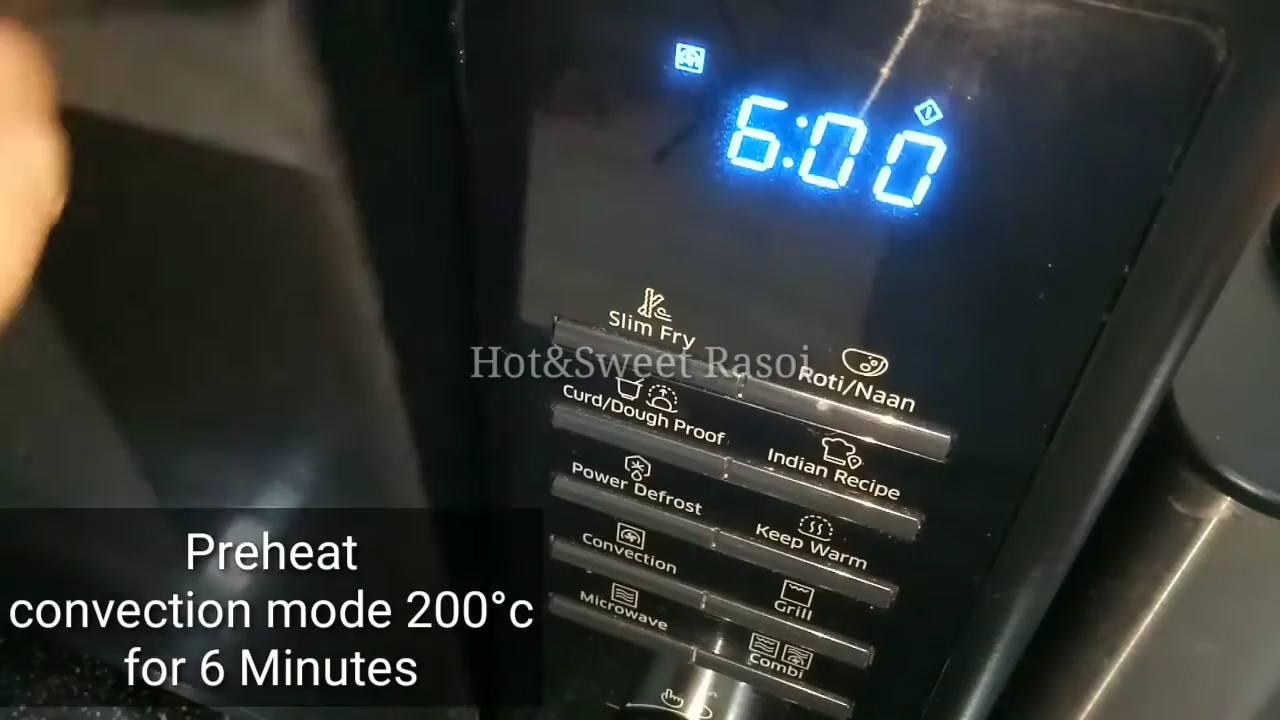 6:00
Slim Fry
Roti/Naan
Hot&Sweet Rasoi
Curd/Dough Proof
Indian Recipe
Power Defrost
Keep Warm
Convection
Grill
Microwave
Combi
Preheat
convection mode 200°c
for 6 Minutes